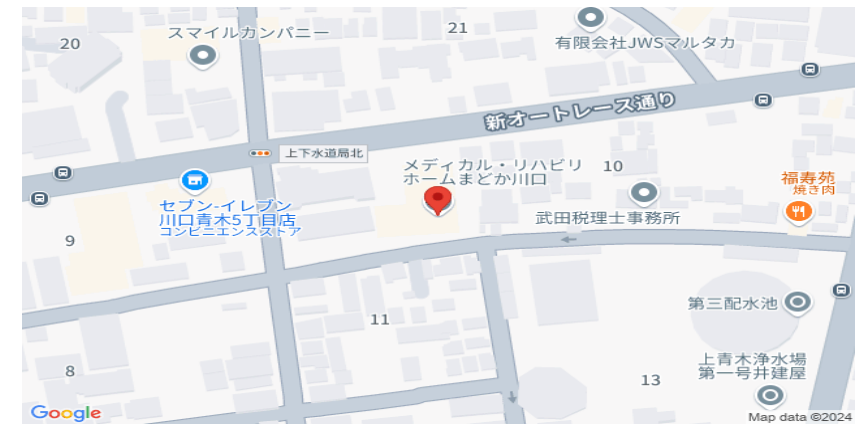 20
スマイルカンパニー
21
有限会社JWSマルタカ
新オートレース通り
上下水道局北
メディカル・リハビリ
ホームまどか川口
10
福寿苑
焼き肉
セブン-イレブン
川口青木5丁目店
コンビニエンスストア
武田税理士事務所
9
第三配水池
11
上青木浄水場
第一号井建屋
8
13
Google
Map data ©2024